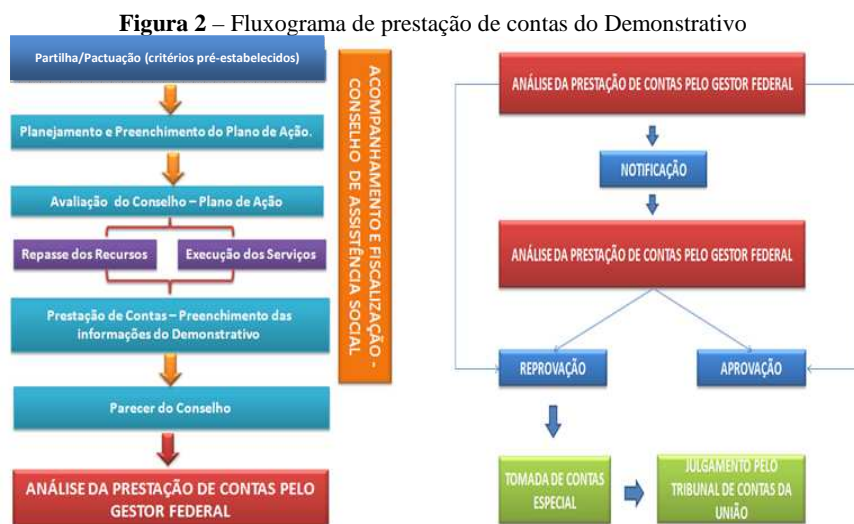 Figura 2 – Fluxograma de prestação de contas do Demonstrativo
Partilha/Pactuação (critérios pré-estabelecidos)
Planejamento e Preenchimento do Plano de Ação.
Avaliação do Conselho – Plano de Ação
Repasse dos Recursos
Execução dos Serviços
Prestação de Contas – Preenchimento das
informações do Demonstrativo
Parecer do Conselho
ANÁLISE DA PRESTAÇÃO DE CONTAS PELO
GESTOR FEDERAL
ACOMPANHAMENTO E FISCALIZAÇÃO -
CONSELHO DE ASSISTÊNCIA SOCIAL
ANÁLISE DA PRESTAÇÃO DE CONTAS PELO GESTOR FEDERAL
NOTIFICAÇÃO
ANÁLISE DA PRESTAÇÃO DE CONTAS PELO GESTOR FEDERAL
REPROVAÇÃO
APROVAÇÃO
TOMADA DE CONTAS
ESPECIAL
JULGAMENTO PELO
TRIBUNAL DE CONTAS DA
UNIÃO